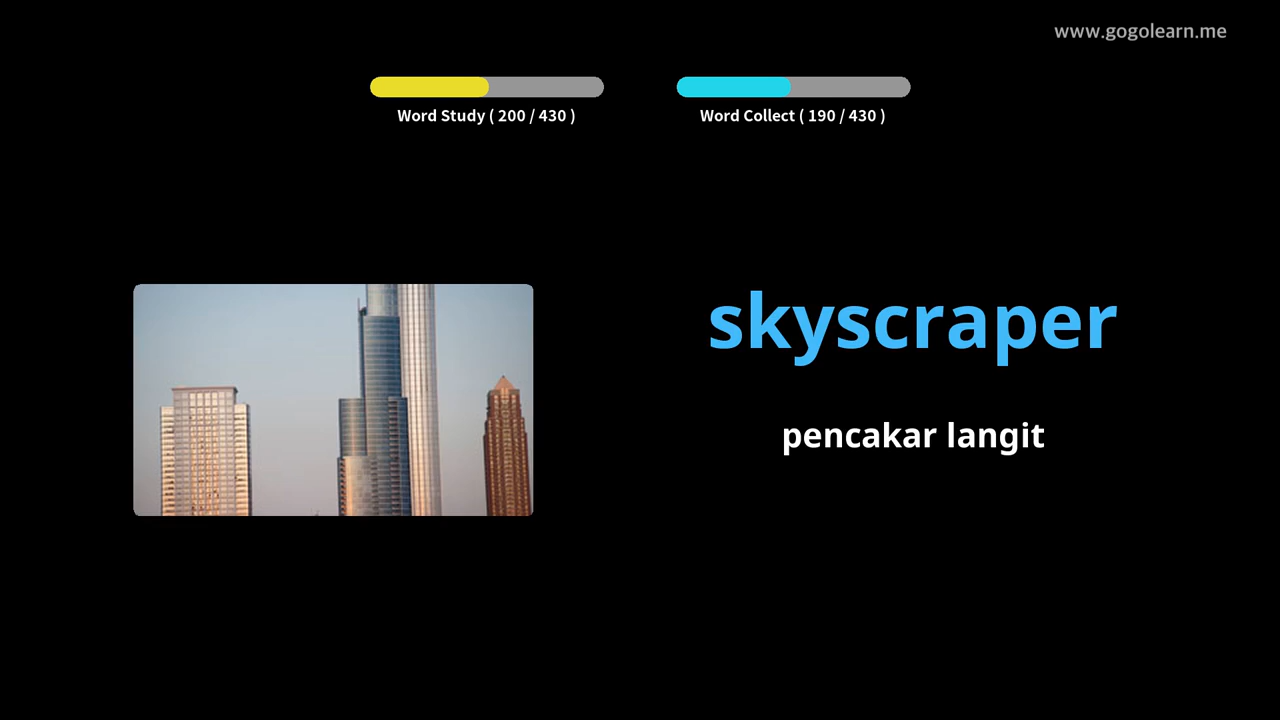 www.gogolearn.me
Word Study ( 200 / 430 )
Word Collect ( 190 / 430 )
skyscraper
pencakar langit